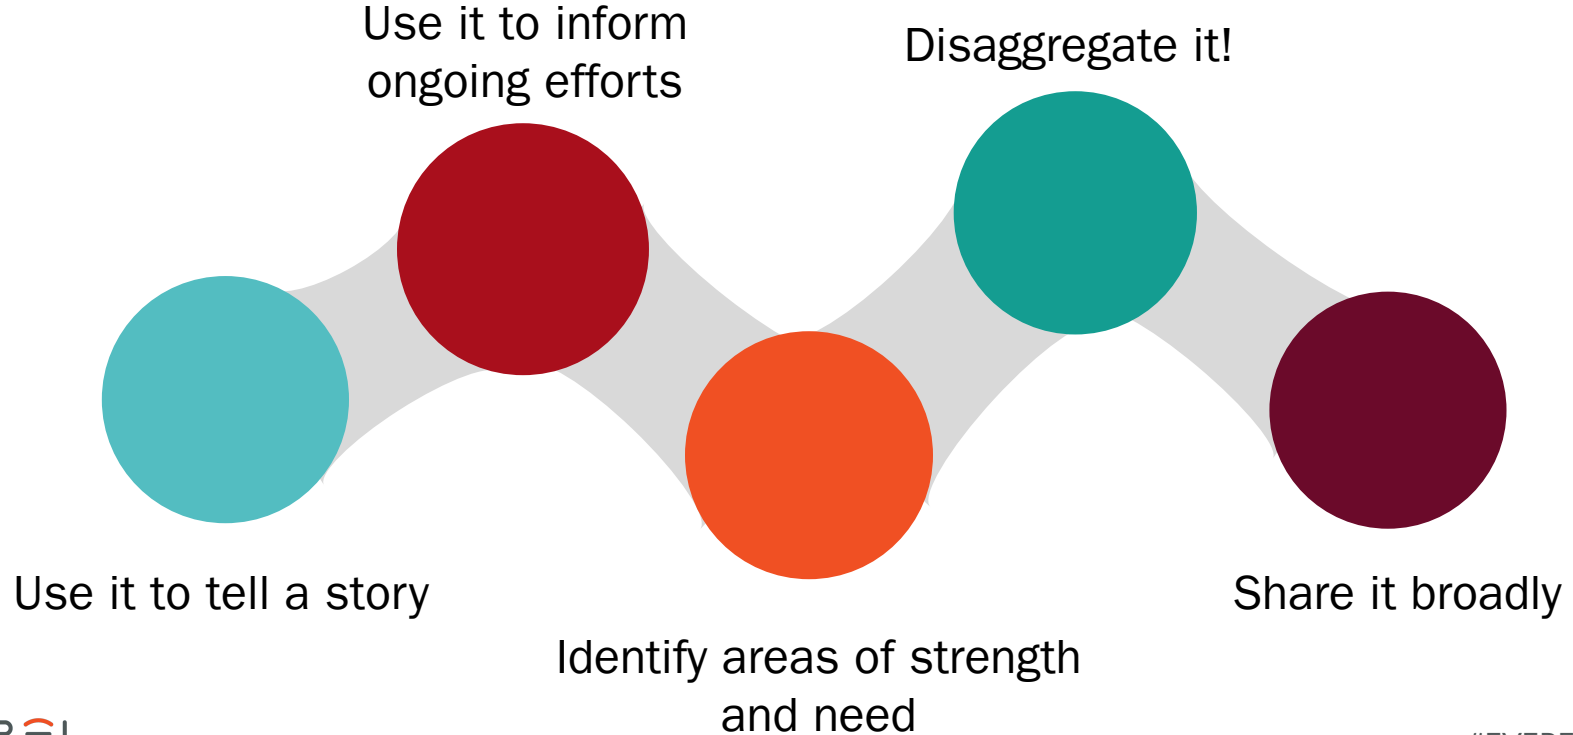 Use it to inform
ongoing efforts
Disaggregate it!
Use it to tell a story
Share it broadly
Identify areas of strength
and need